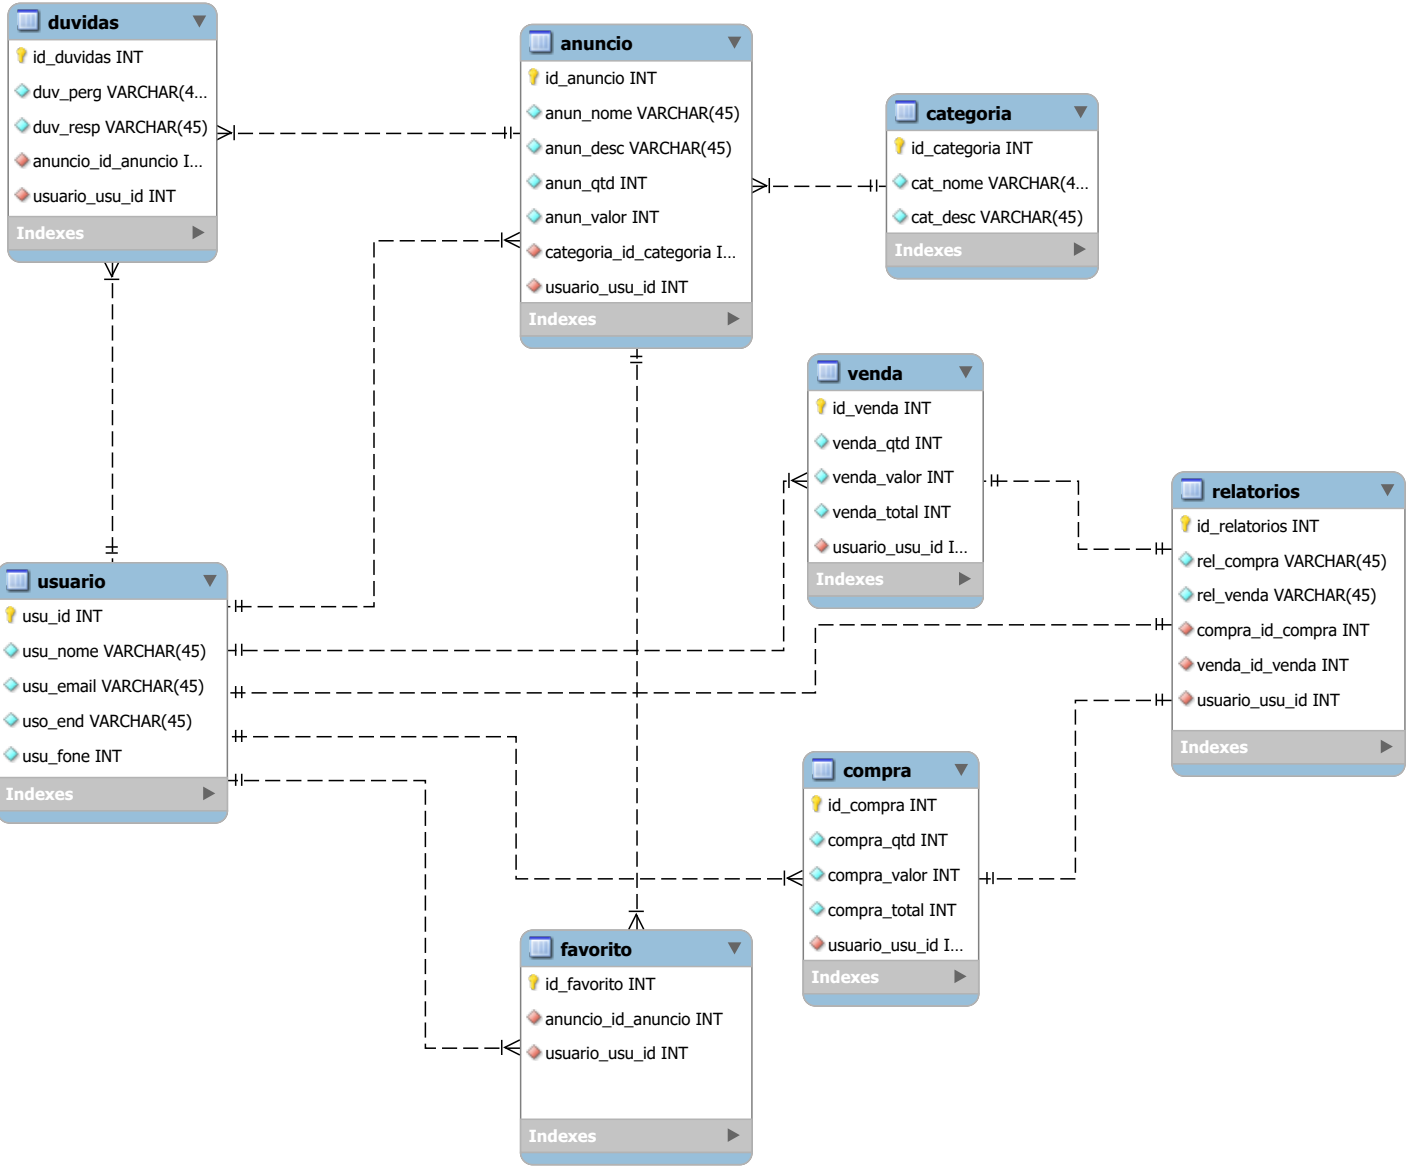 duvidas
id_duvidas INT
duv_perg VARCHAR(4...
duv_resp VARCHAR(45)
anuncio_id_anuncio I...
usuario_usu_id INT
Indexes
anuncio
id_anuncio INT
anun_nome VARCHAR(45)
anun_desc VARCHAR(45)
anun_qtd INT
anun_valor INT
categoria_id_categoria I...
usuario_usu_id INT
Indexes
categoria
id_categoria INT
cat_nome VARCHAR(4...
cat_desc VARCHAR(45)
Indexes
venda
id_venda INT
venda_qtd INT
venda_valor INT
venda_total INT
usuario_usu_id I...
Indexes
relatorios
id_relatorios INT
rel_compra VARCHAR(45)
rel_venda VARCHAR(45)
compra_id_compra INT
venda_id_venda INT
usuario_usu_id INT
Indexes
usuario
usu_id INT
usu_nome VARCHAR(45)
usu_email VARCHAR(45)
uso_end VARCHAR(45)
usu_fone INT
Indexes
compra
id_compra INT
compra_qtd INT
compra_valor INT
compra_total INT
usuario_usu_id I...
Indexes
favorito
id_favorito INT
anuncio_id_anuncio INT
usuario_usu_id INT
Indexes